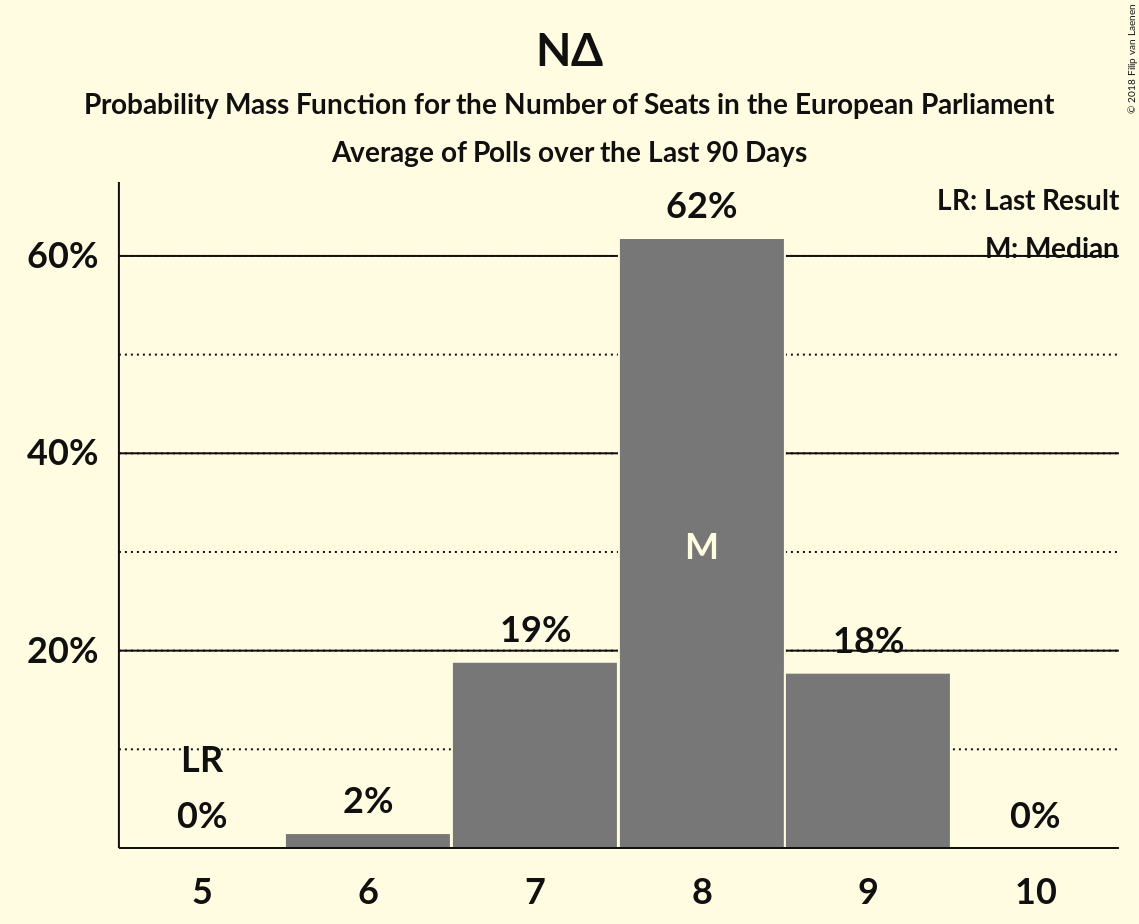 ΝΔ
Probability Mass Function for the Number of Seats in the European Parliament
Average of Polls over the Last 90 Days
© 2018 Filip van Laenen
LR: Last Result
M: Median
60%
40%
20%
LR
0%
2%
19%
62%
M
18%
0%
5 6 7 8 9 10